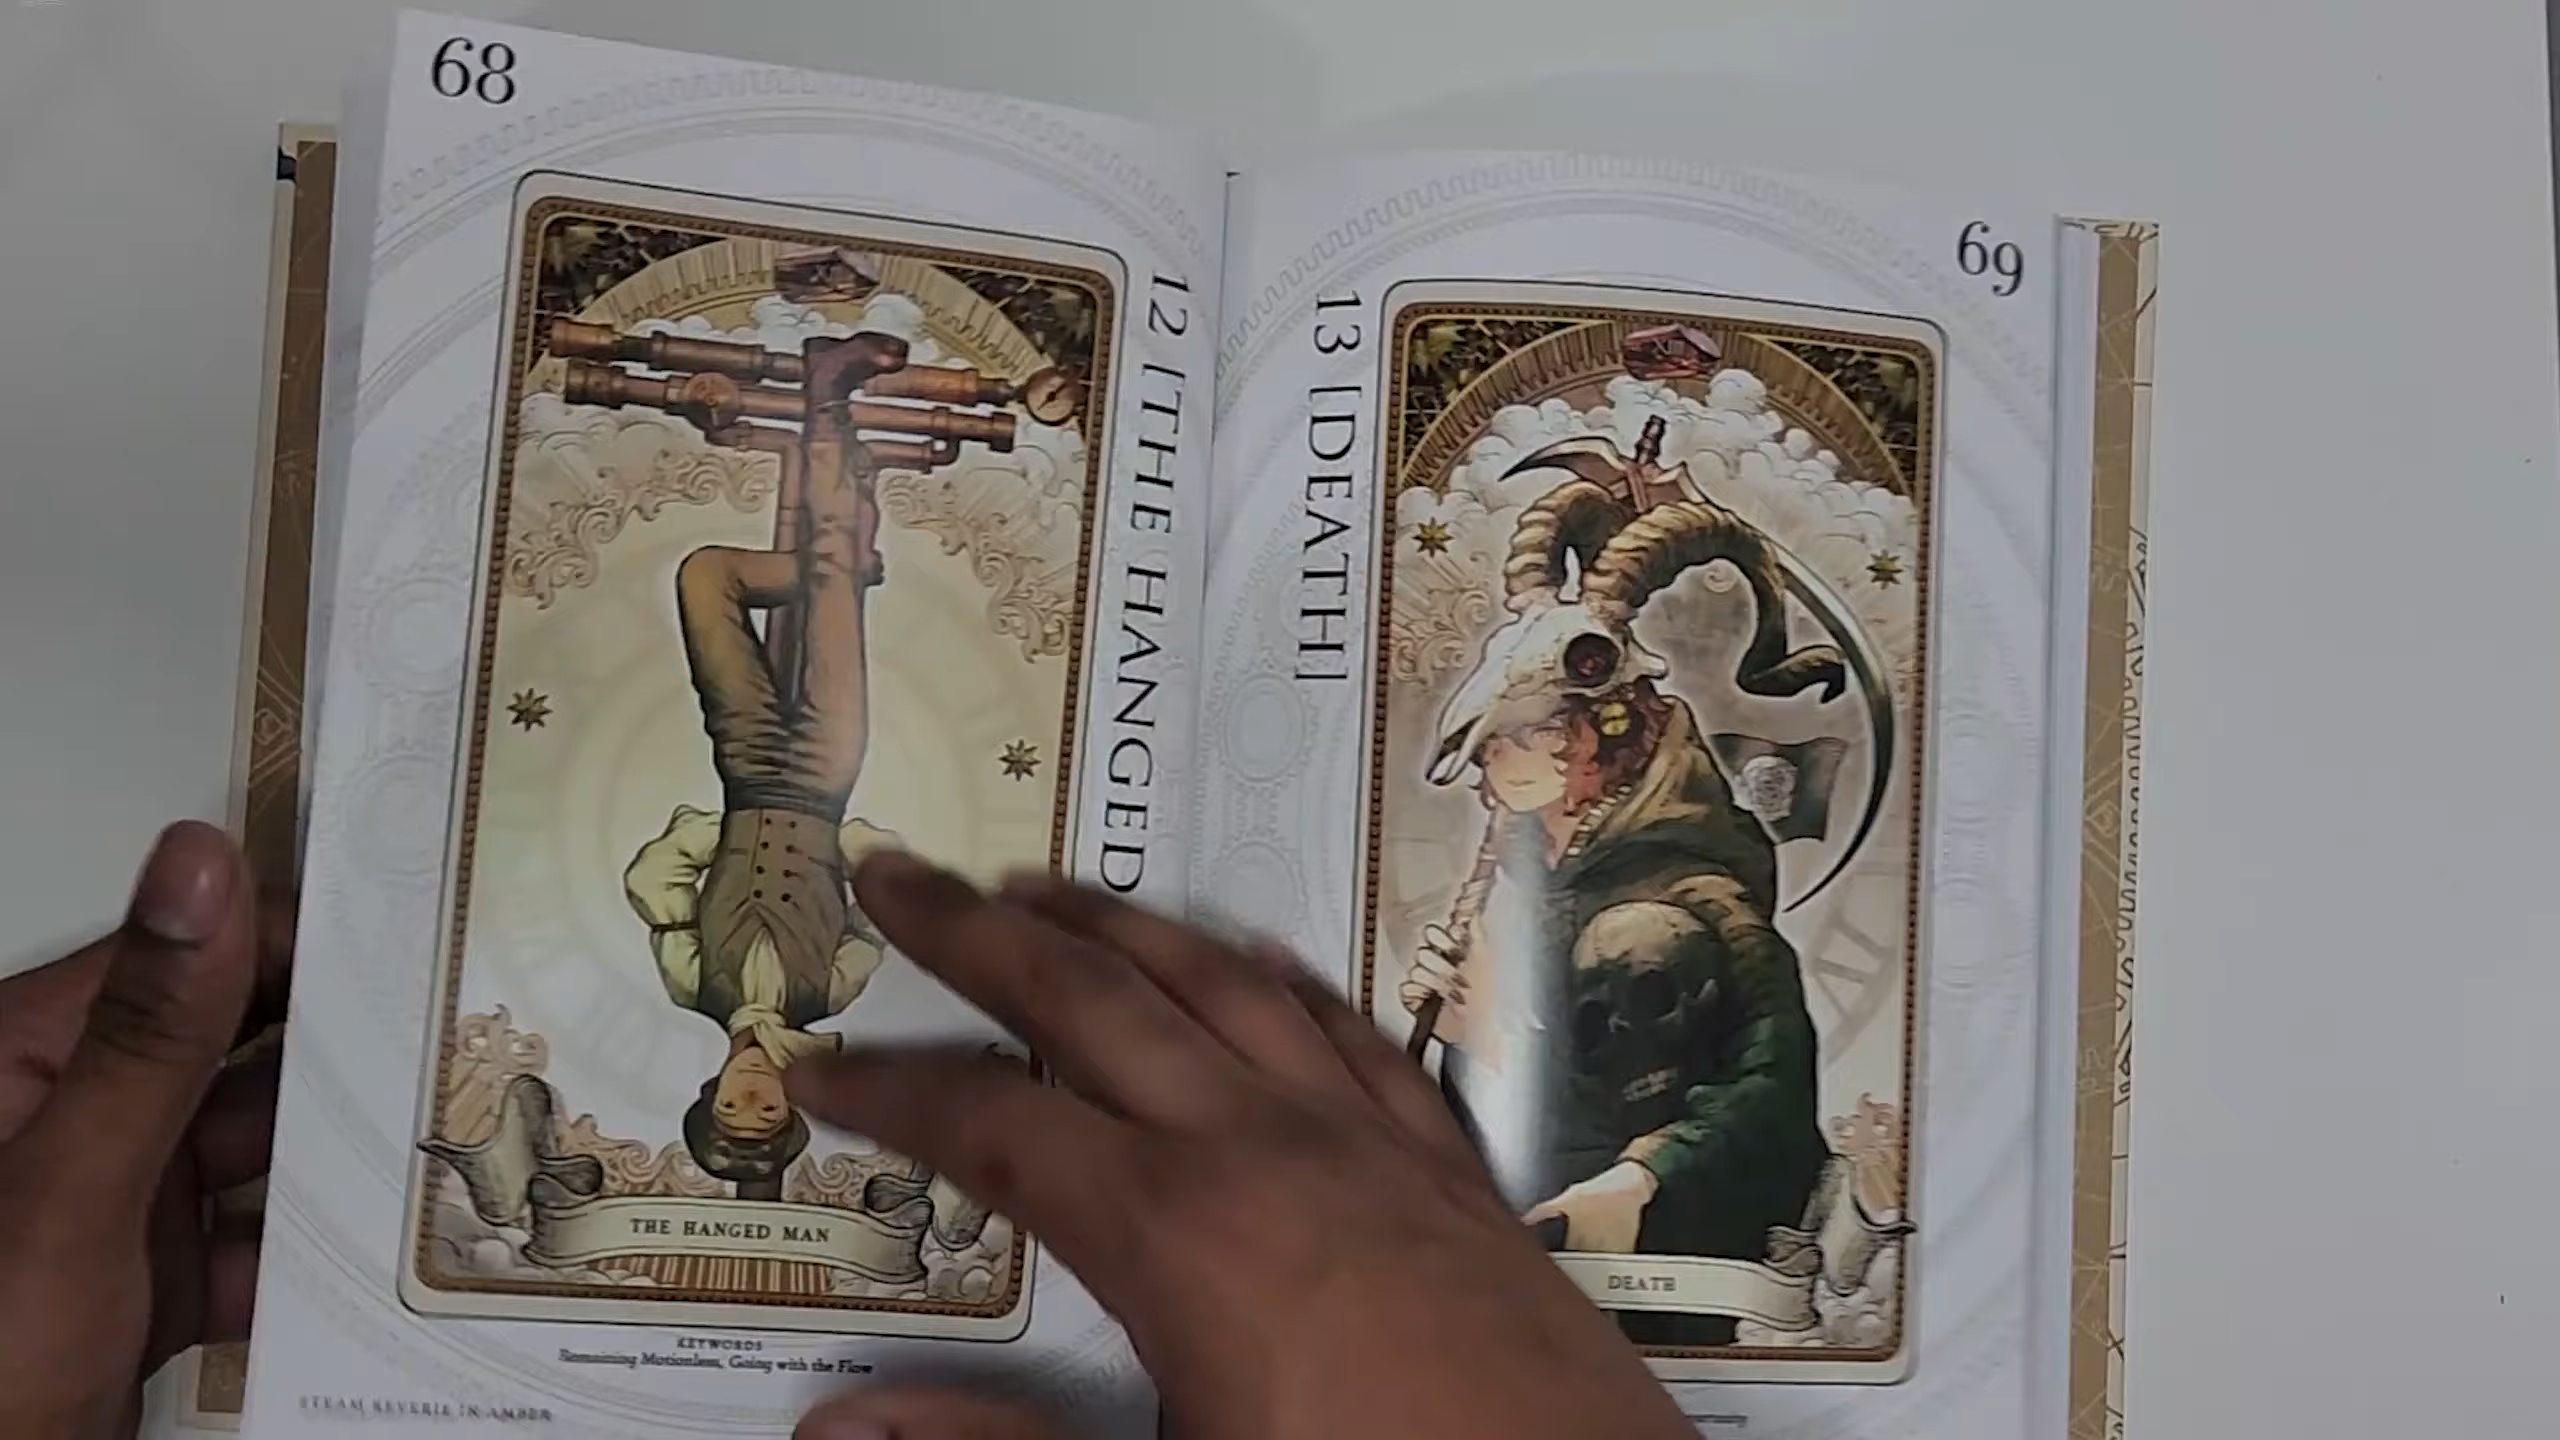 68
12 [THE HANGED
THE HANGED MAN
KEYWORDS
Remaining Motionless, Going with the Flow
STEAM REVERIE IN AMBER
69
13 [DEATH]
DEATH